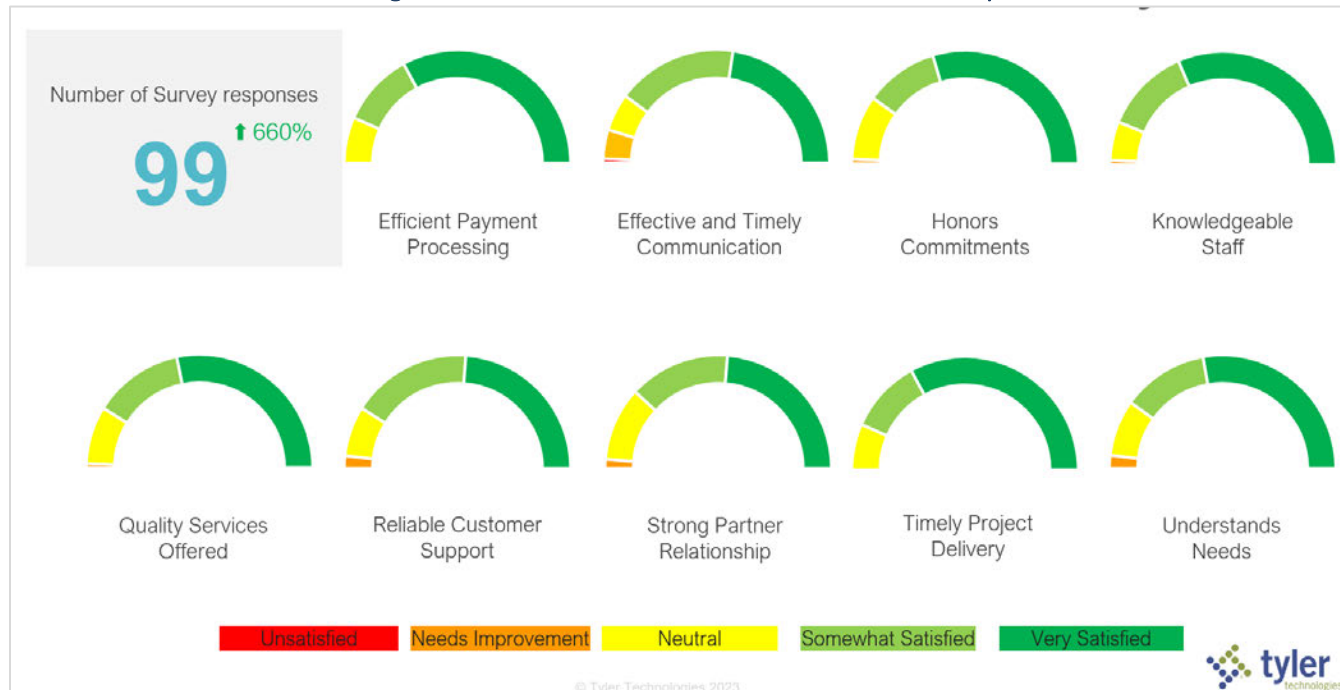 Number of Survey responses
660%
99
Efficient Payment
Processing
Effective and Timely
Communication
Honors
Commitments
Knowledgeable
Staff
Quality Services
Offered
Reliable Customer
Support
Strong Partner
Relationship
Timely Project
Delivery
Understands
Needs
Unsatisfied
Needs Improvement
Neutral
Somewhat Satisfied
Very Satisfied
© Tyler Technologies 2023
tyler
technologies